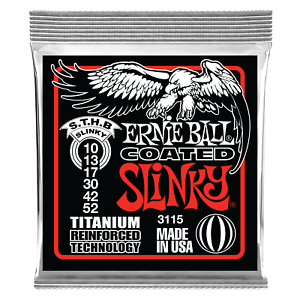 S.T.H.B
SLINKY
10
13
17
30
42
52
ERNIE BALL
COATED
SLINKY
TITANIUM
REINFORCED
TECHNOLOGY
3115
MADE
IN USA